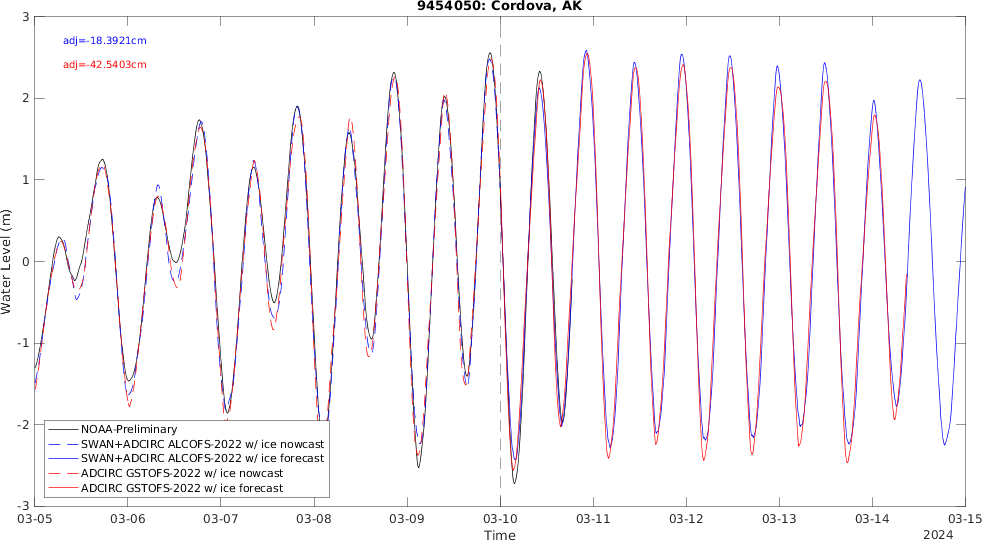 9454050: Cordova, AK
adj=-18.3921cm
adj=-42.5403cm
3
2
1
0
-1
-2
-3
Water Level (m)
NOAA-Preliminary
SWAN+ADCIRC ALCOFS-2022 w/ ice nowcast
SWAN+ADCIRC ALCOFS-2022 w/ ice forecast
ADCIRC GSTOFS-2022 w/ ice nowcast
ADCIRC GSTOFS-2022 w/ ice forecast
03-05 03-06 03-07 03-08 03-09 03-10 03-11 03-12 03-13 03-14 03-15
Time
2024